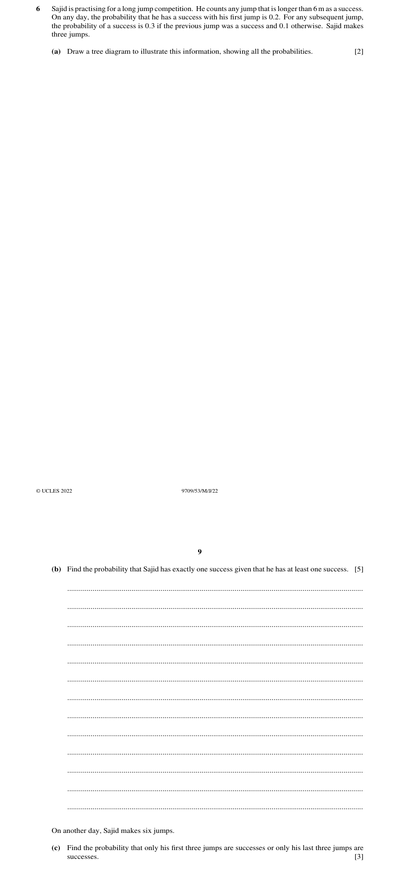 6 Sajid is practising for a long jump competition. He counts any jump that is longer than 6 m as a success.
On any day, the probability that he has a success with his first jump is 0.2. For any subsequent jump,
the probability of a success is 0.3 if the previous jump was a success and 0.1 otherwise. Sajid makes
three jumps.
(a) Draw a tree diagram to illustrate this information, showing all the probabilities. [2]
© UCLES 2022 9709/53/M/J/22
9
(b) Find the probability that Sajid has exactly one success given that he has at least one success. [5]
On another day, Sajid makes six jumps.
(c) Find the probability that only his first three jumps are successes or only his last three jumps are
successes. [3]